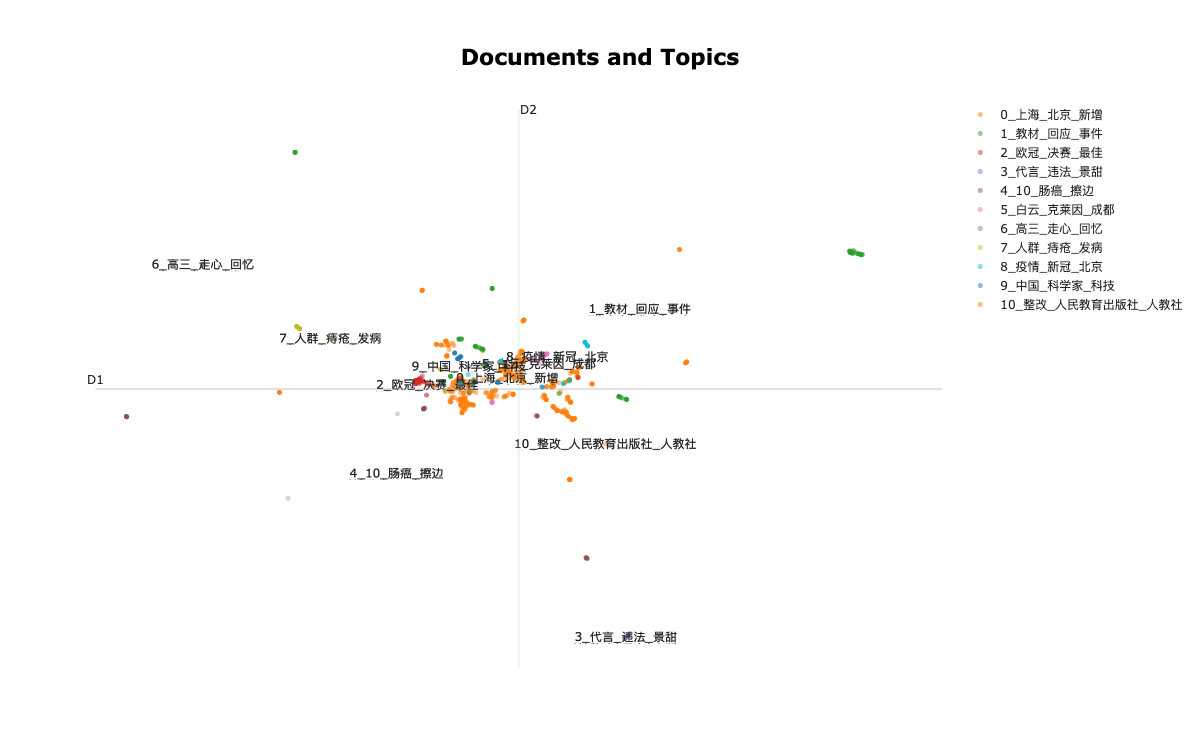 Documents and Topics
D2
0_上海_北京_新增
1_教材_回应_事件
2_欧冠_决赛_最佳
3_代言_违法_景甜
4_10_肠癌_擦边
5_白云_克莱因_成都
6_高三_走心_回忆
7_人群_痔疮_发病
8_疫情_新冠_北京
9_中国_科学家_科技
10_整改_人民教育出版社_人教社
6_高三_走心_回忆
1_教材_回应_事件
7_人群_痔疮_发病
8_疫情_新冠_北京
5_白云_克莱因_成都
9_中国_科学家_科技
0_上海_北京_新增
D1
2_欧冠_决赛_最佳
10_整改_人民教育出版社_人教社
4_10_肠癌_擦边
3_代言_违法_景甜